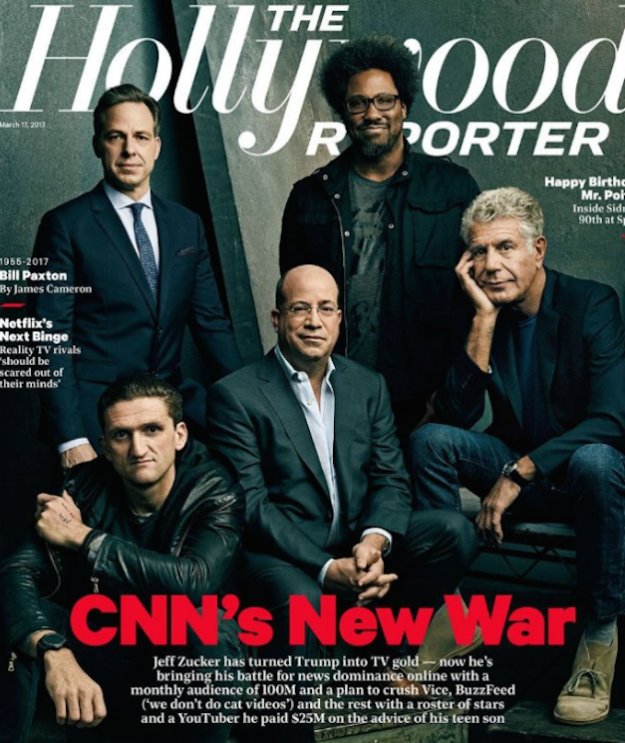 THE
Hollywood
REPORTER
March 17, 2017
Happy Birthd
Mr. Poi
Inside Sid
90th at Sp
1955-2017
Bill Paxton
By James Cameron
Netflix's
Next Binge
Reality TV rivals
'should be
scared out of
their minds'
CNN's New War
Jeff Zucker has turned Trump into TV gold — now he's
bringing his battle for news dominance online with a
monthly audience of 100M and a plan to crush Vice, BuzzFeed
('we don't do cat videos') and the rest with a roster of stars
and a YouTuber he paid $25M on the advice of his teen son